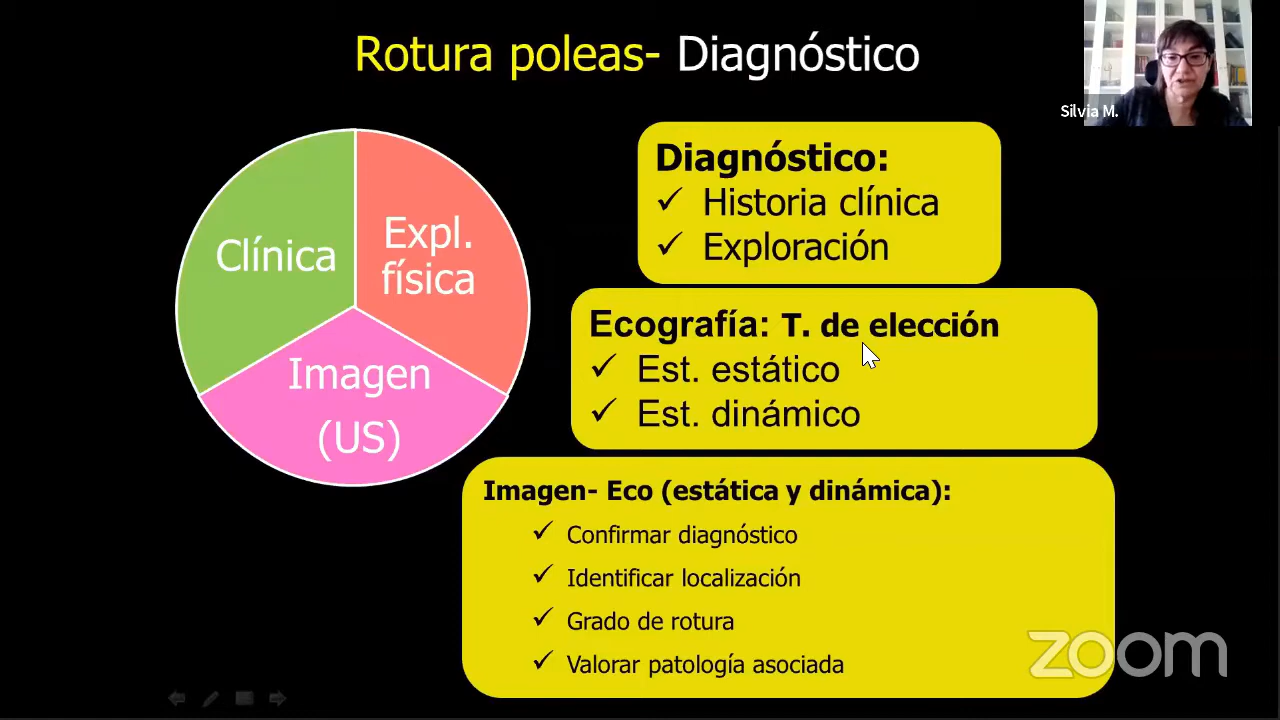 Rotura poleas- Diagnóstico
Silvia M.
Clínica
Expl.
física
Imagen
(US)
Diagnóstico:
✓ Historia clínica
✓ Exploración
Ecografía: T. de elección
✓ Est. estático
✓ Est. dinámico
Imagen- Eco (estática y dinámica):
✓ Confirmar diagnóstico
✓ Identificar localización
✓ Grado de rotura
✓ Valorar patología asociada
zoom